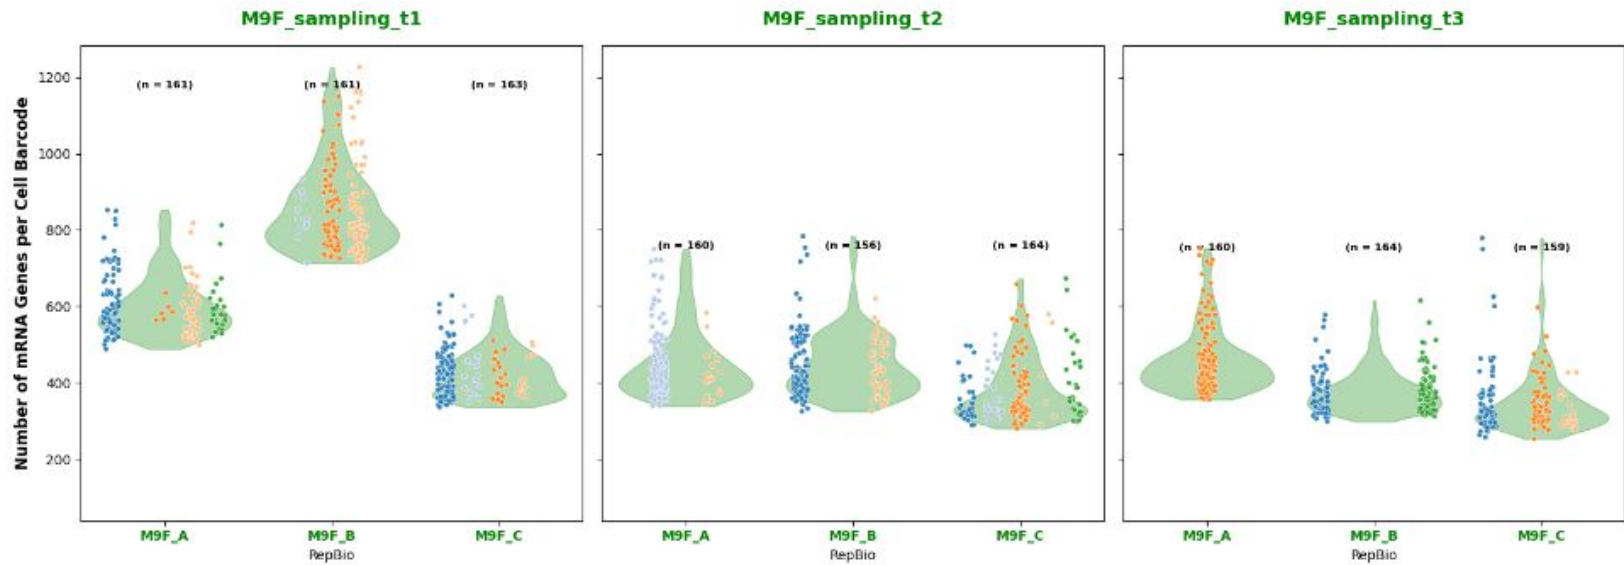 M9F_sampling_t1 M9F_sampling_t2 M9F_sampling_t3
Number of mRNA Genes per Cell Barcode
1200
1000
800
600
400
200
(n = 161) (n = 161) (n = 163)
(n = 160) (n = 156) (n = 164)
(n = 160) (n = 164) (n = 159)
M9F_A M9F_B M9F_C M9F_A M9F_B M9F_C M9F_A M9F_B M9F_C
RepBio RepBio RepBio